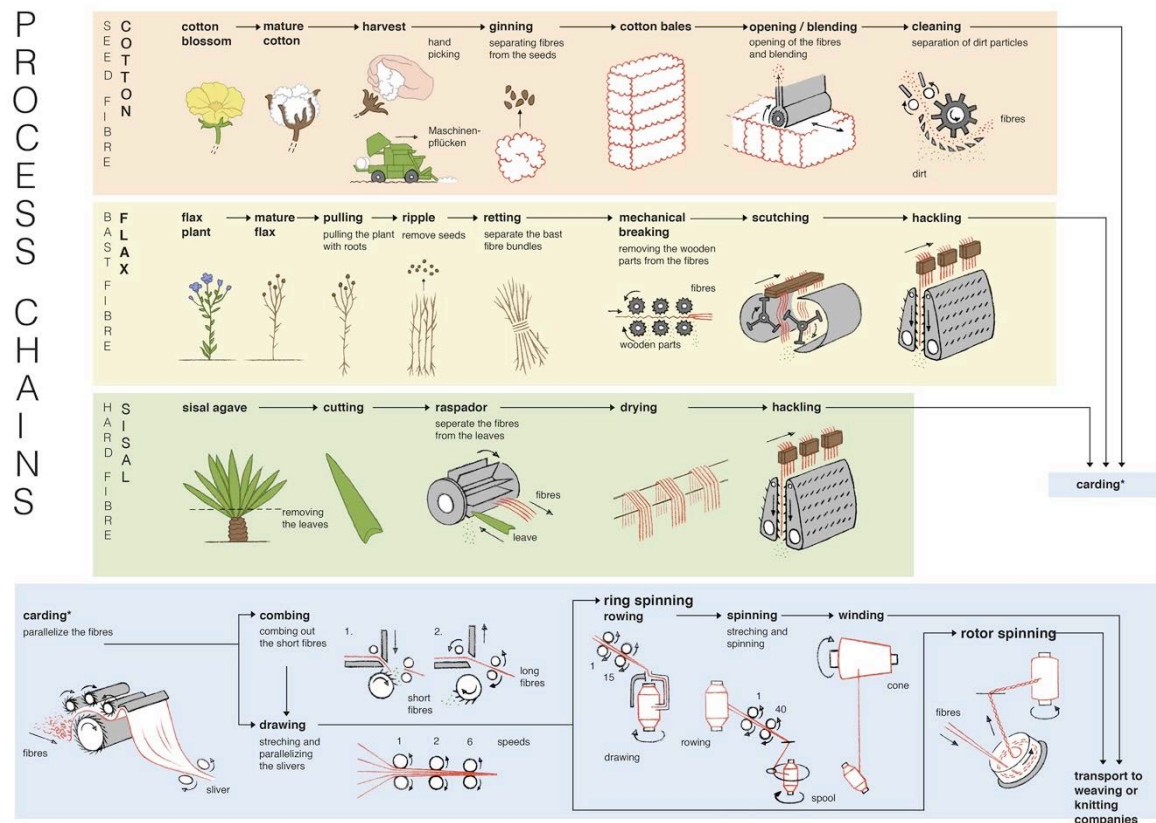 PROCESS CHAINS
SEED FIBRE
COTTON
cotton
blossom
mature
cotton
harvest
hand
picking
Maschinen-
pflücken
ginning
separating fibres
from the seeds
cotton bales
opening / blending
opening of the fibres
and blending
cleaning
separation of dirt particles
fibres
dirt
BAST FIBRE
FLAX
flax
plant
mature
flax
pulling
pulling the plant
with roots
ripple
remove seeds
retting
separate the bast
fibre bundles
mechanical
breaking
removing the wooden
parts from the fibres
fibres
wooden parts
scutching
hackling
HARD FIBRE
SISAL
sisal agave
removing
the leaves
cutting
raspador
seperate the fibres
from the leaves
fibres
leave
drying
hackling
carding*
carding*
parallelize the fibres
fibres
sliver
combing
combing out
the short fibres
1.
2.
short
fibres
long
fibres
drawing
streching and
parallelizing
the slivers
1
2
6
speeds
ring spinning
rowing
1
15
drawing
spinning
streching and
spinning
1
40
rowing
spool
winding
cone
rotor spinning
fibres
transport to
weaving or
knitting
companies